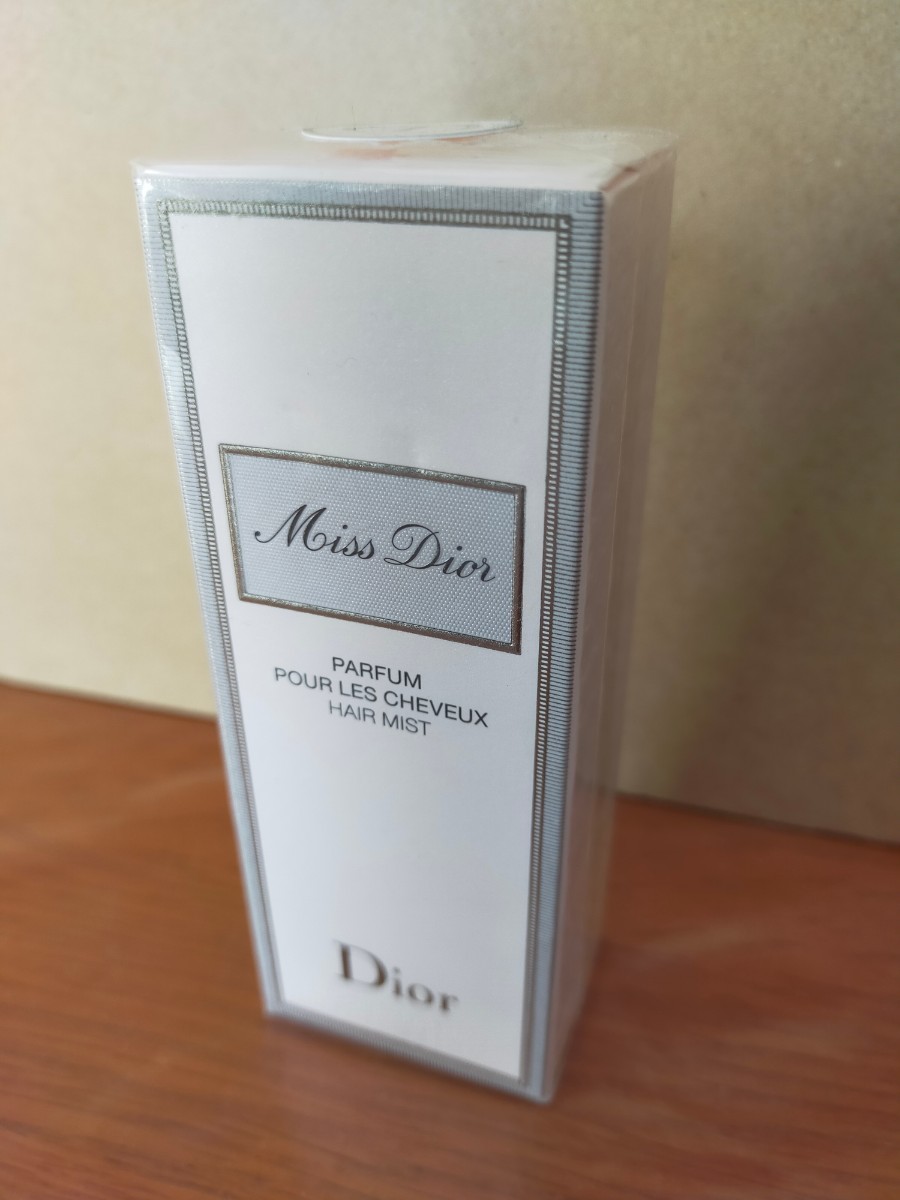 Miss Dior
PARFUM
POUR LES CHEVEUX
HAIR MIST
Dior